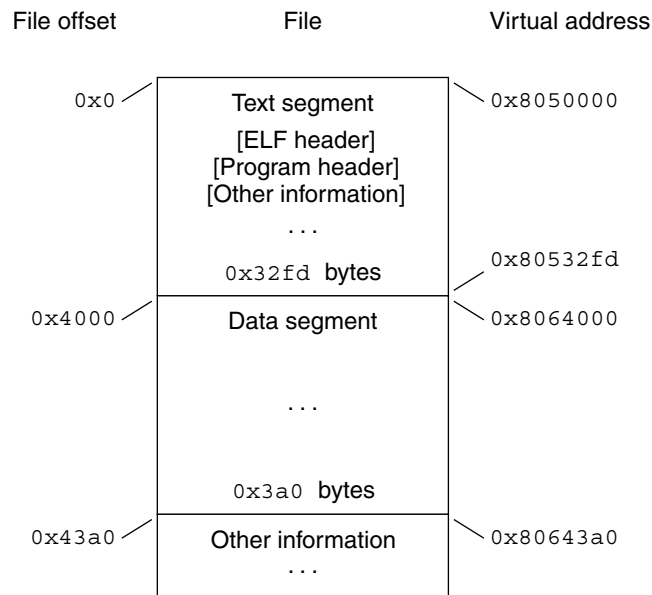 File offset File Virtual address
0x0 Text segment 0x8050000
[ELF header]
[Program header]
[Other information]
. . .
0x32fd bytes 0x80532fd
0x4000 Data segment 0x8064000
. . .
0x3a0 bytes
0x43a0 Other information 0x80643a0
. . .